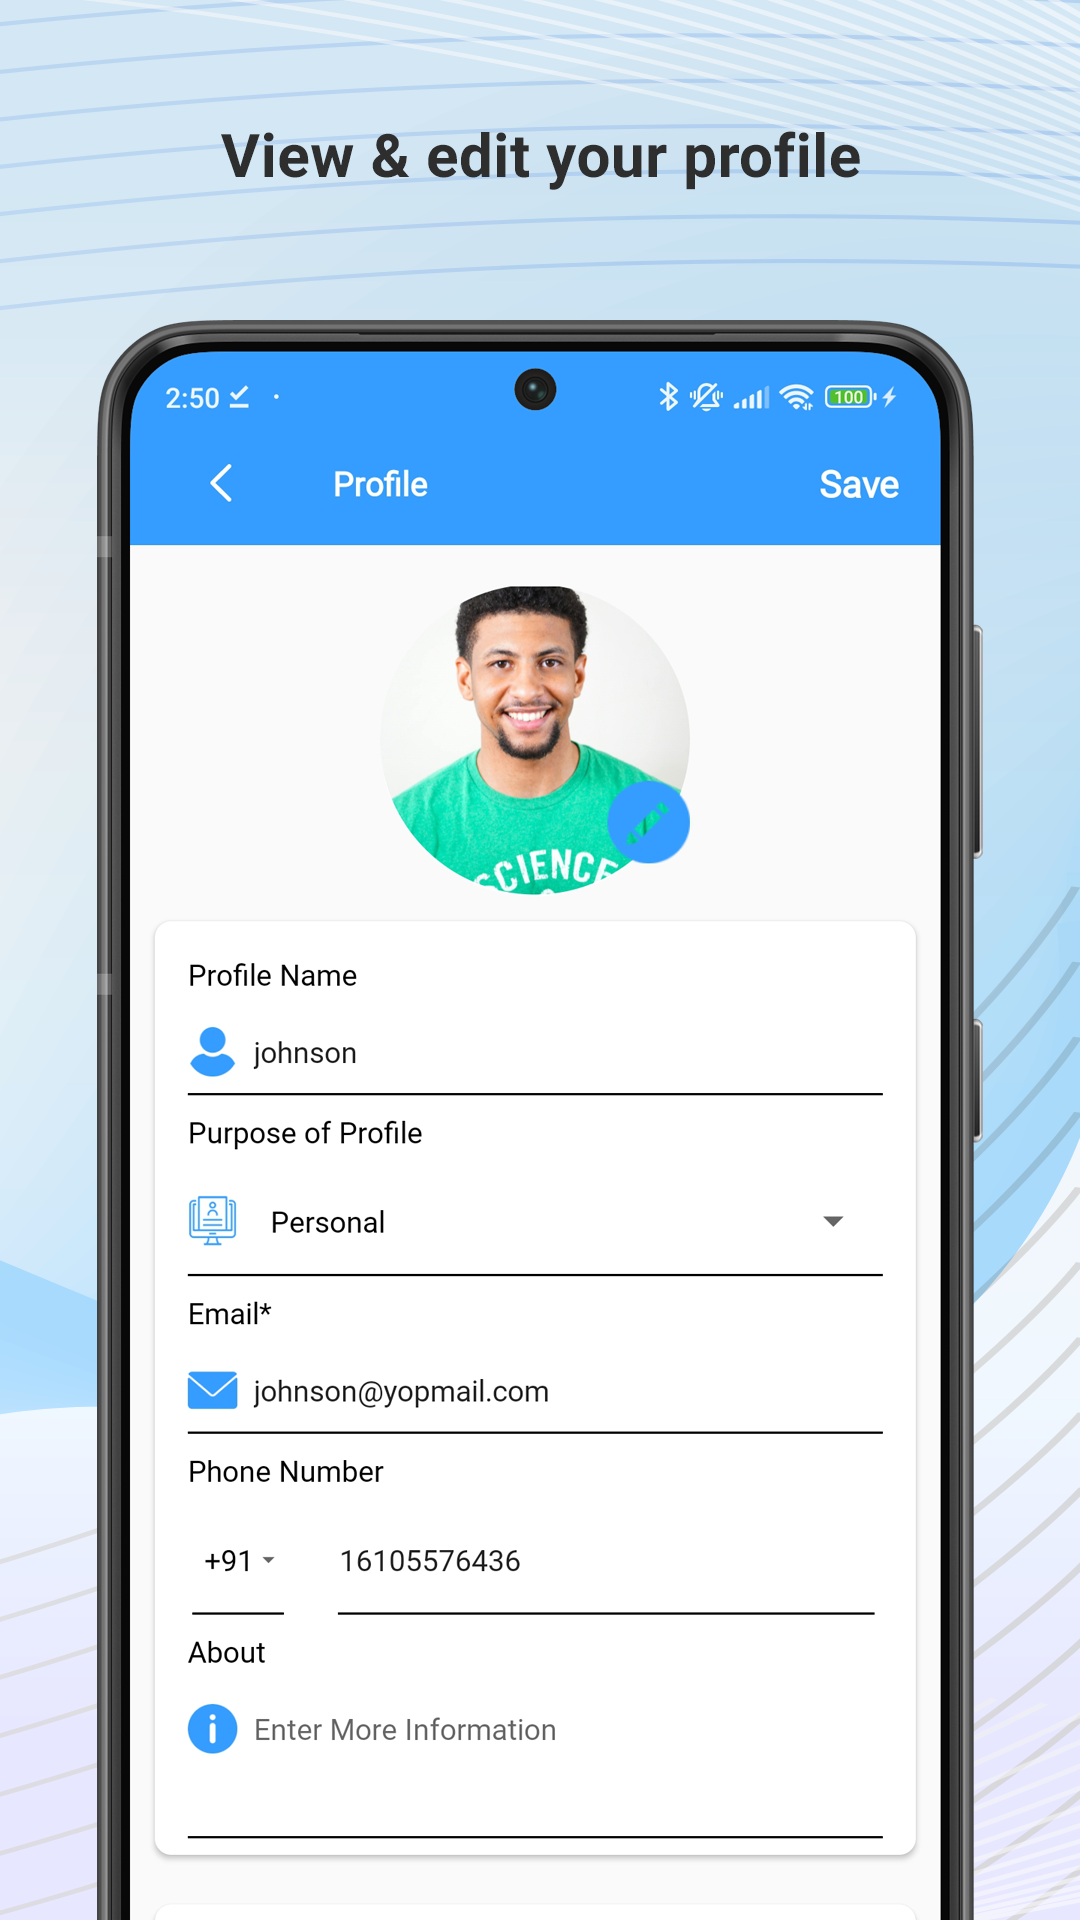 View & edit your profile
2:50
100
Profile
Save
SCIENCE
Profile Name
johnson
Purpose of Profile
Personal
Email*
johnson@yopmail.com
Phone Number
+91
16105576436
About
Enter More Information